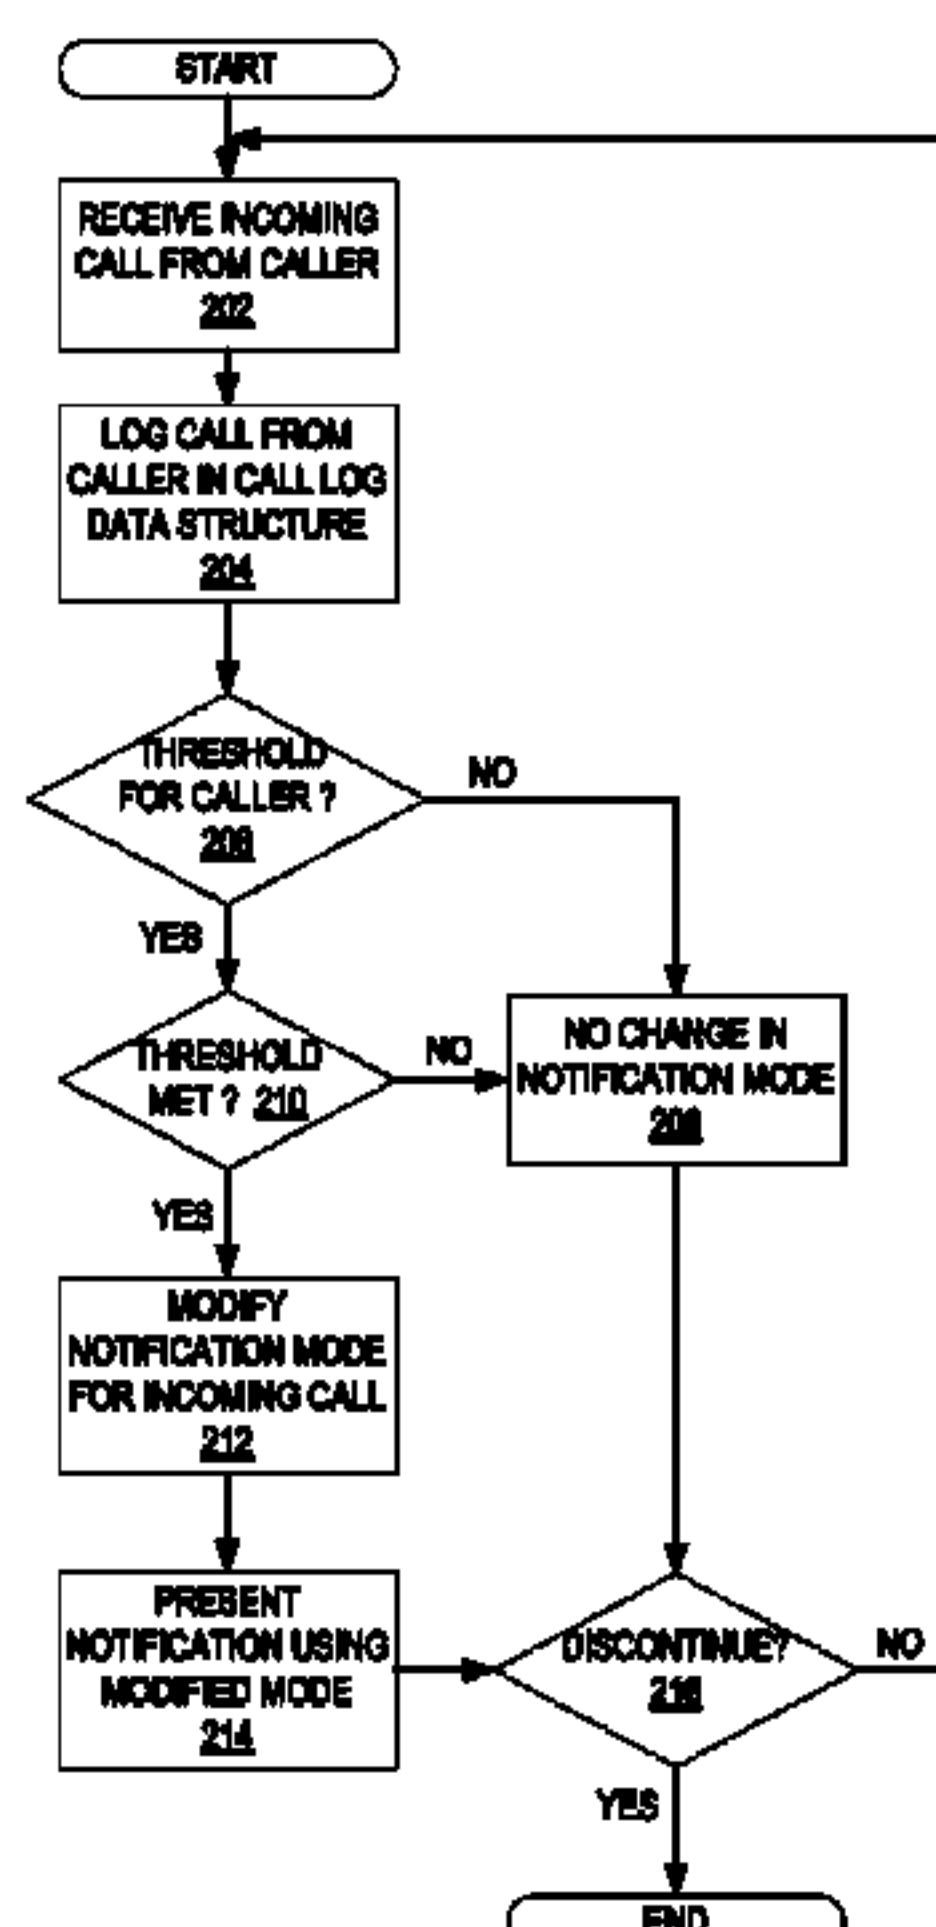 START
RECEIVE INCOMING
CALL FROM CALLER
202
LOG CALL FROM
CALLER IN CALL LOG
DATA STRUCTURE
204
THRESHOLD
FOR CALLER ?
206
NO
YES
THRESHOLD
MET ? 210
NO
NO CHANGE IN
NOTIFICATION MODE
208
YES
MODIFY
NOTIFICATION MODE
FOR INCOMING CALL
212
PRESENT
NOTIFICATION USING
MODIFIED MODE
214
DISCONTINUE?
216
NO
YES
END